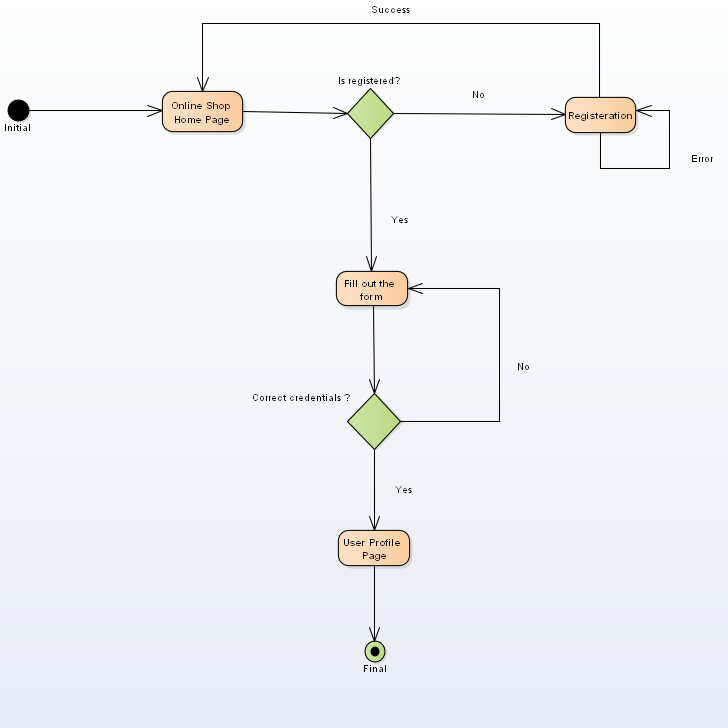 Success
Is registered?
No
Online Shop
Home Page
Registeration
Initial
Error
Yes
Fill out the
form
No
Correct credentials ?
Yes
User Profile
Page
Final